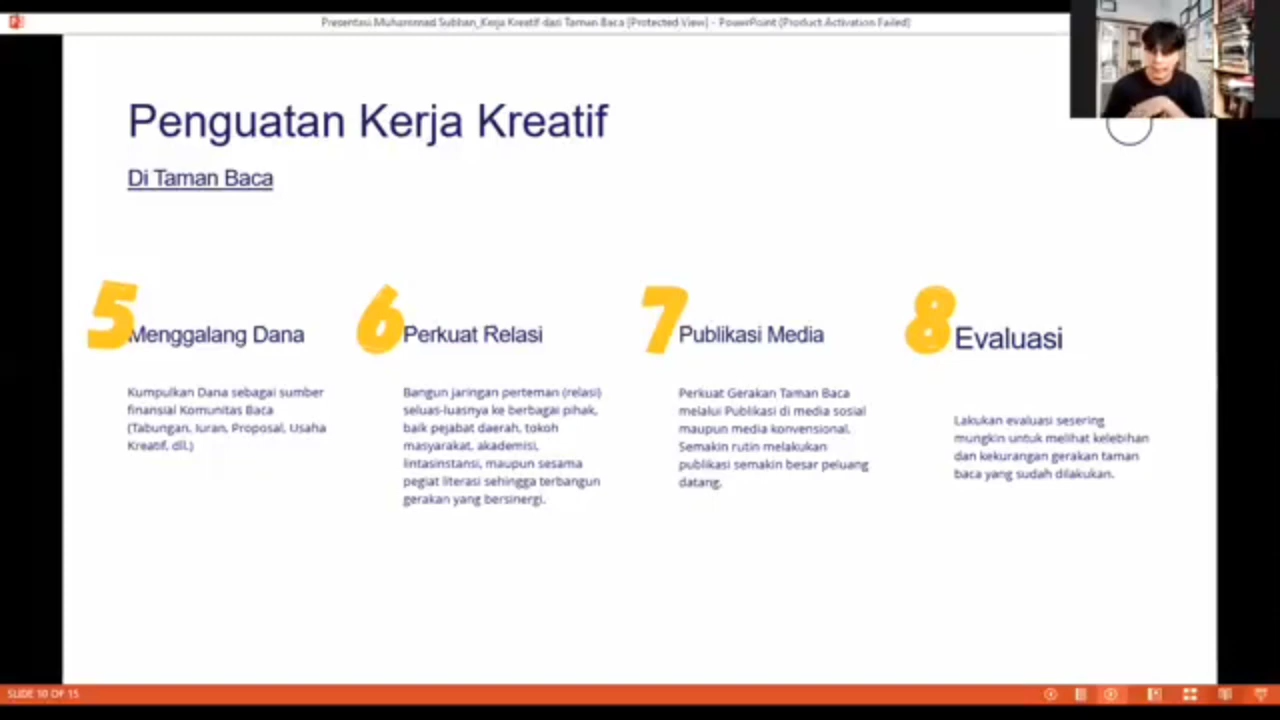 Presentasi Muhammad Subhan_Kerja Kreatif dari Taman Baca [Protected View] - PowerPoint (Product Activation Failed)
Penguatan Kerja Kreatif
Di Taman Baca
5
Menggalang Dana
Kumpulkan Dana sebagai sumber
finansial Komunitas Baca
(Tabungan, Iuran, Proposal, Usaha
Kreatif, dll.)
6
Perkuat Relasi
Bangun jaringan perteman (relasi)
seluas-luasnya ke berbagai pihak,
baik pejabat daerah, tokoh
masyarakat, akademisi,
lintasinstansi, maupun sesama
pegiat literasi sehingga terbangun
gerakan yang bersinergi.
7
Publikasi Media
Perkuat Gerakan Taman Baca
melalui Publikasi di media sosial
maupun media konvensional.
Semakin rutin melakukan
publikasi semakin besar peluang
datang.
8
Evaluasi
Lakukan evaluasi sesering
mungkin untuk melihat kelebihan
dan kekurangan gerakan taman
baca yang sudah dilakukan.
SLIDE 10 OF 15